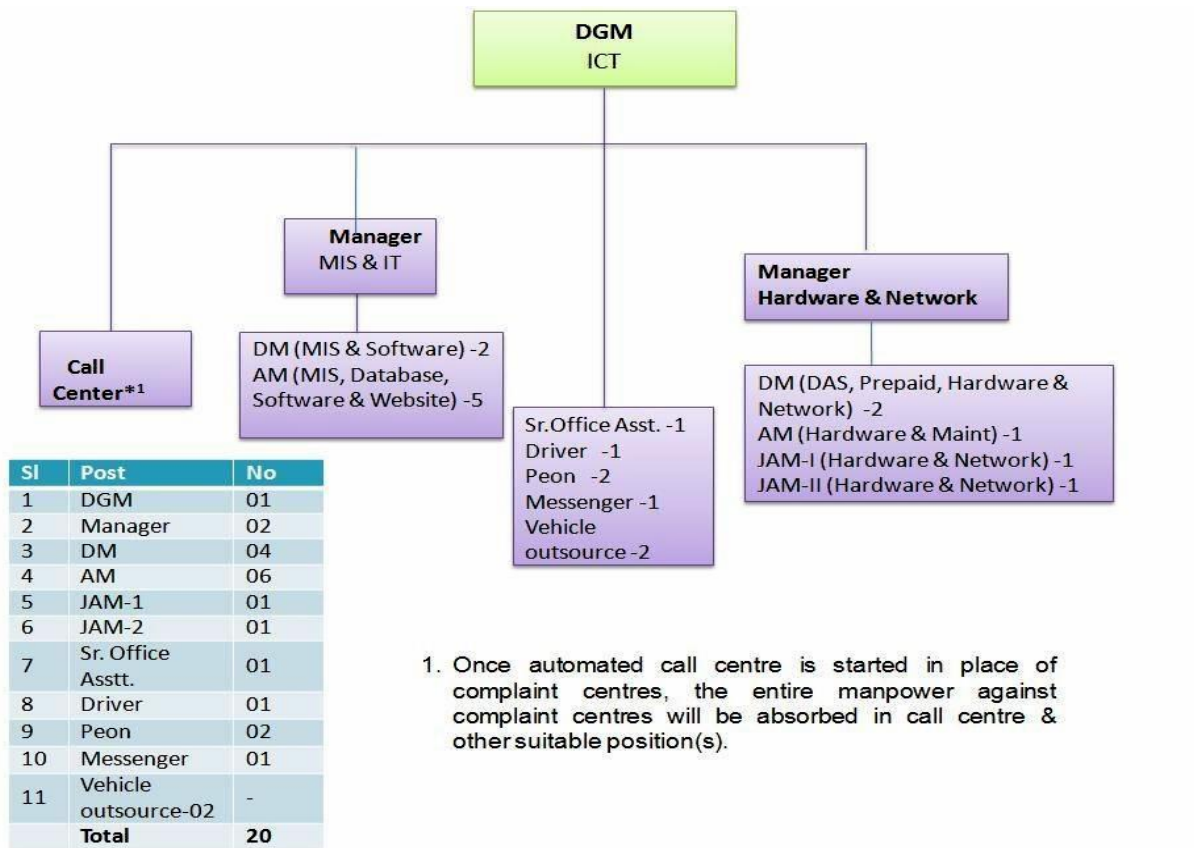 DGM
ICT
Manager
MIS & IT
Manager
Hardware & Network
Call
Center*1
DM (MIS & Software) -2
AM (MIS, Database,
Software & Website) -5
Sr.Office Asst. -1
Driver -1
Peon -2
Messenger -1
Vehicle
outsource -2
DM (DAS, Prepaid, Hardware &
Network) -2
AM (Hardware & Maint) -1
JAM-I (Hardware & Network) -1
JAM-II (Hardware & Network) -1
Sl Post No
1 DGM 01
2 Manager 02
3 DM 04
4 AM 06
5 JAM-1 01
6 JAM-2 01
7 Sr. Office
Asstt. 01
8 Driver 01
9 Peon 02
10 Messenger 01
11 Vehicle
outsource-02 -
Total 20
1. Once automated call centre is started in place of
complaint centres, the entire manpower against
complaint centres will be absorbed in call centre &
other suitable position(s).